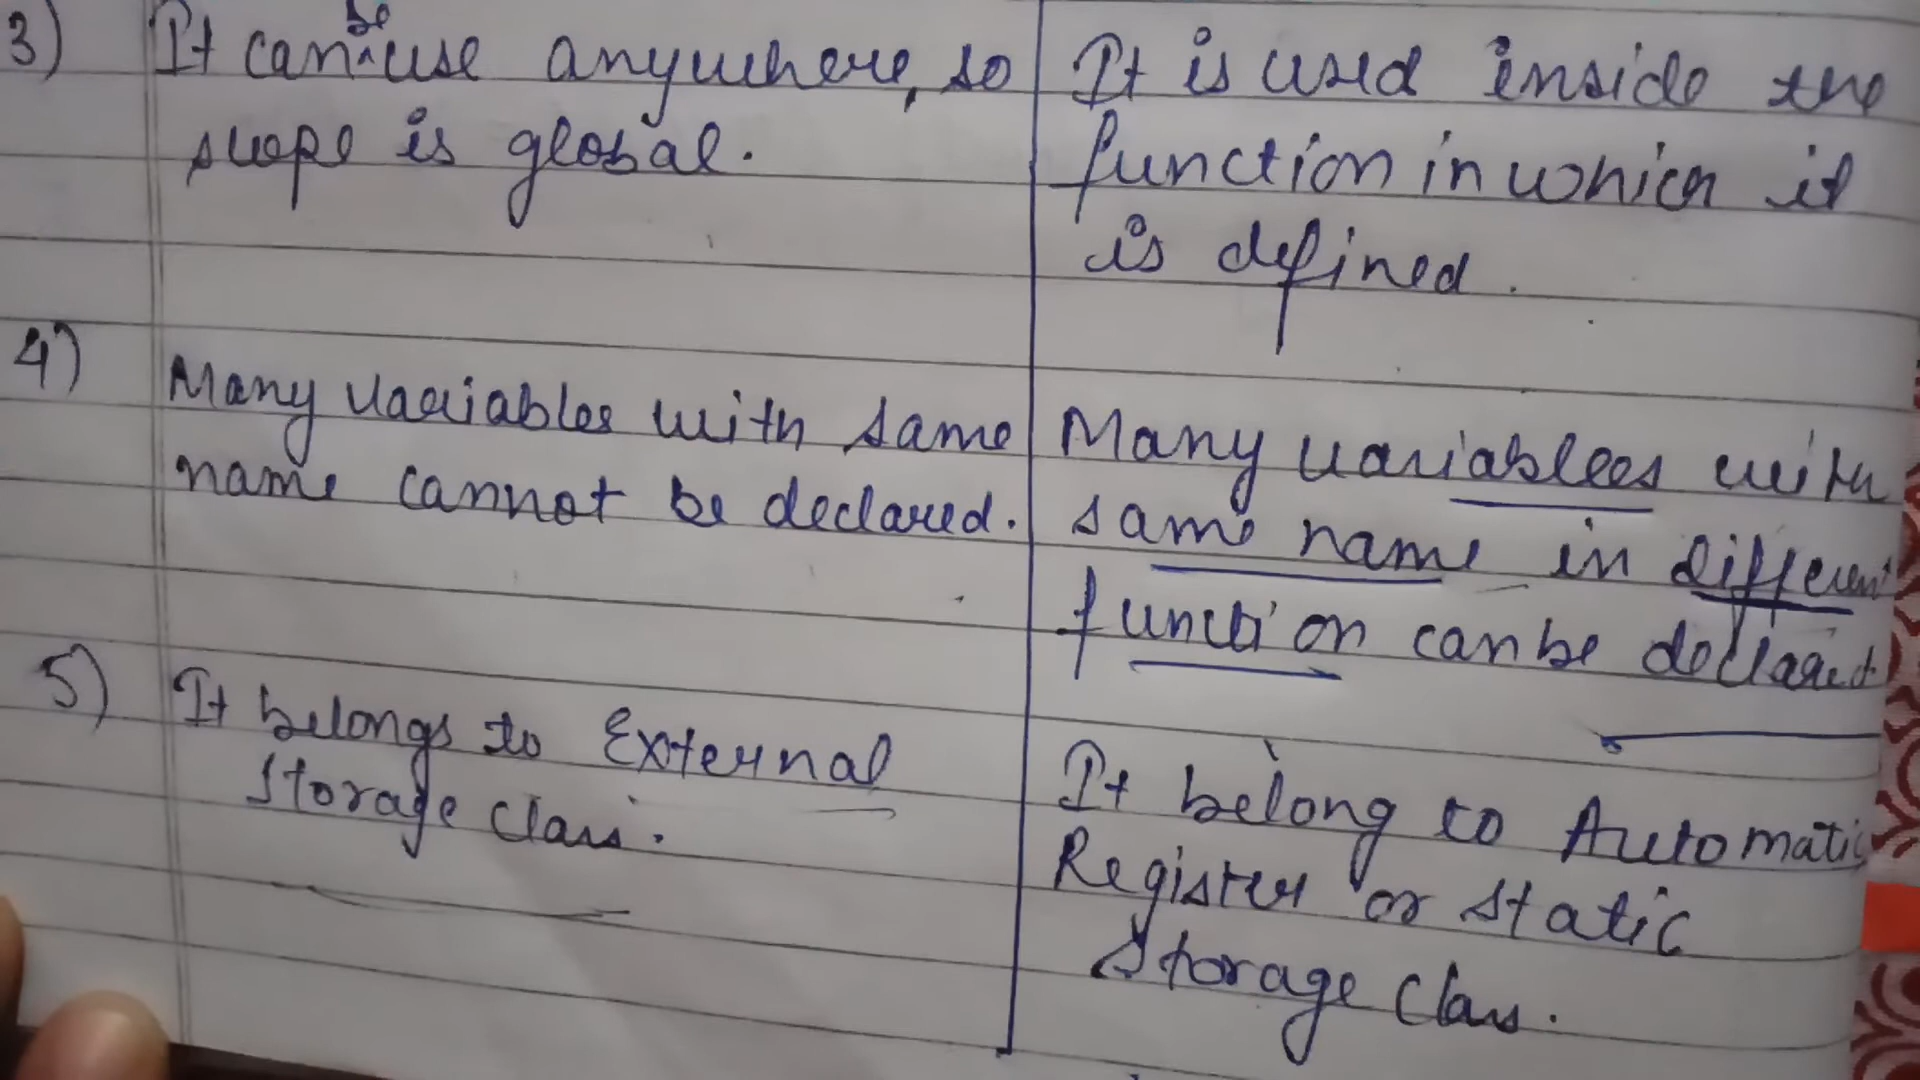 3) It can be use anywhere, so
scope is global.
It is used inside the
function in which it
is defined.
4) Many variables with same
name cannot be declared.
Many variablees with
same name in different
function can be declared
5) It belongs to External
Storage Class.
It belong to Automatic
Register or static
Storage Class.